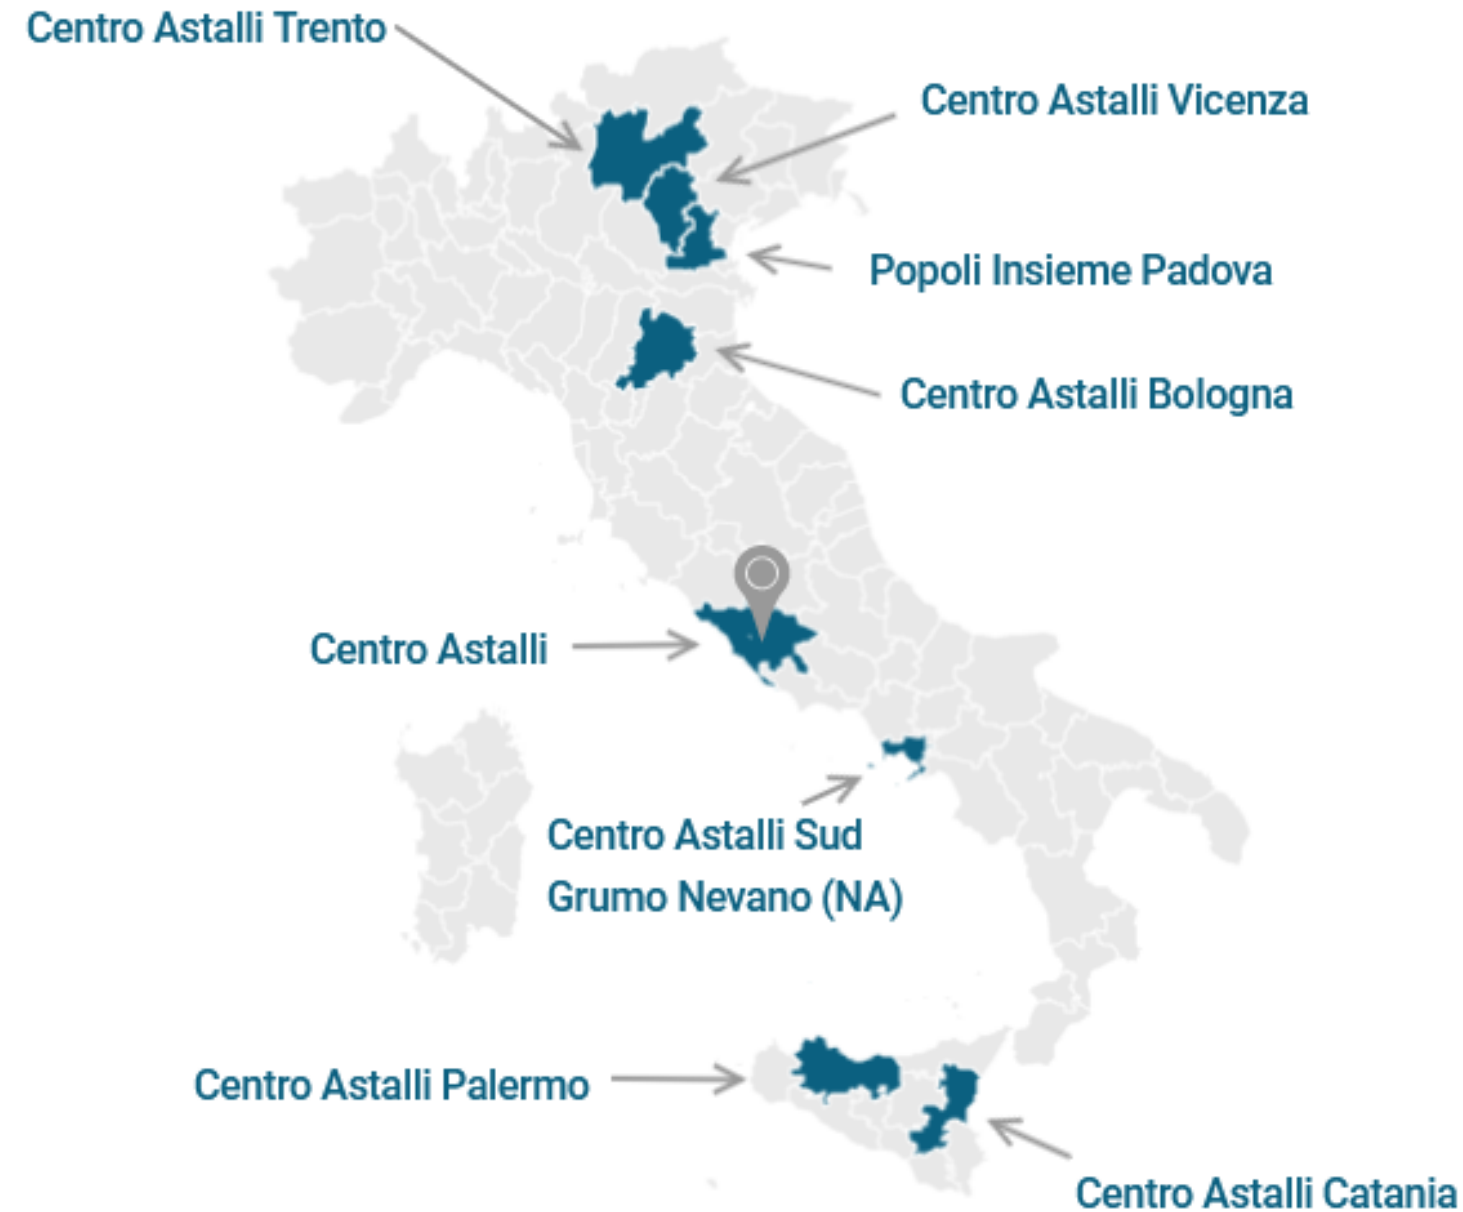 Centro Astalli Trento
Centro Astalli Vicenza
Popoli Insieme Padova
Centro Astalli Bologna
Centro Astalli
Centro Astalli Sud
Grumo Nevano (NA)
Centro Astalli Palermo
Centro Astalli Catania